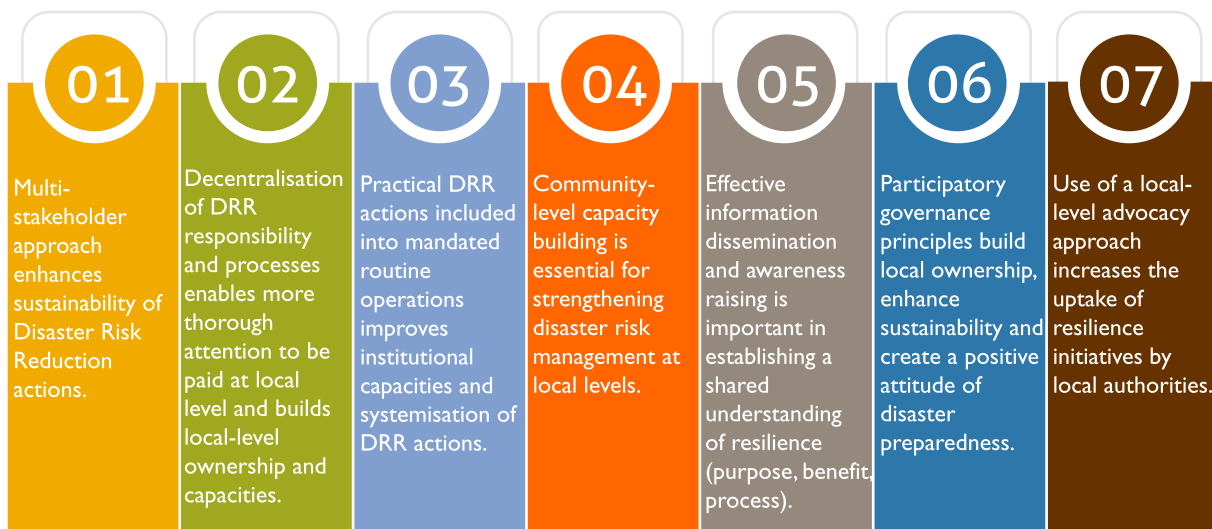 01
Multi-
stakeholder
approach
enhances
sustainability of
Disaster Risk
Reduction
actions.
02
Decentralisation
of DRR
responsibility
and processes
enables more
thorough
attention to be
paid at local
level and builds
local-level
ownership and
capacities.
03
Practical DRR
actions included
into mandated
routine
operations
improves
institutional
capacities and
systemisation of
DRR actions.
04
Community-
level capacity
building is
essential for
strengthening
disaster risk
management at
local levels.
05
Effective
information
dissemination
and awareness
raising is
important in
establishing a
shared
understanding
of resilience
(purpose, benefit,
process).
06
Participatory
governance
principles build
local ownership,
enhance
sustainability and
create a positive
attitude of
disaster
preparedness.
07
Use of a local-
level advocacy
approach
increases the
uptake of
resilience
initiatives by
local authorities.